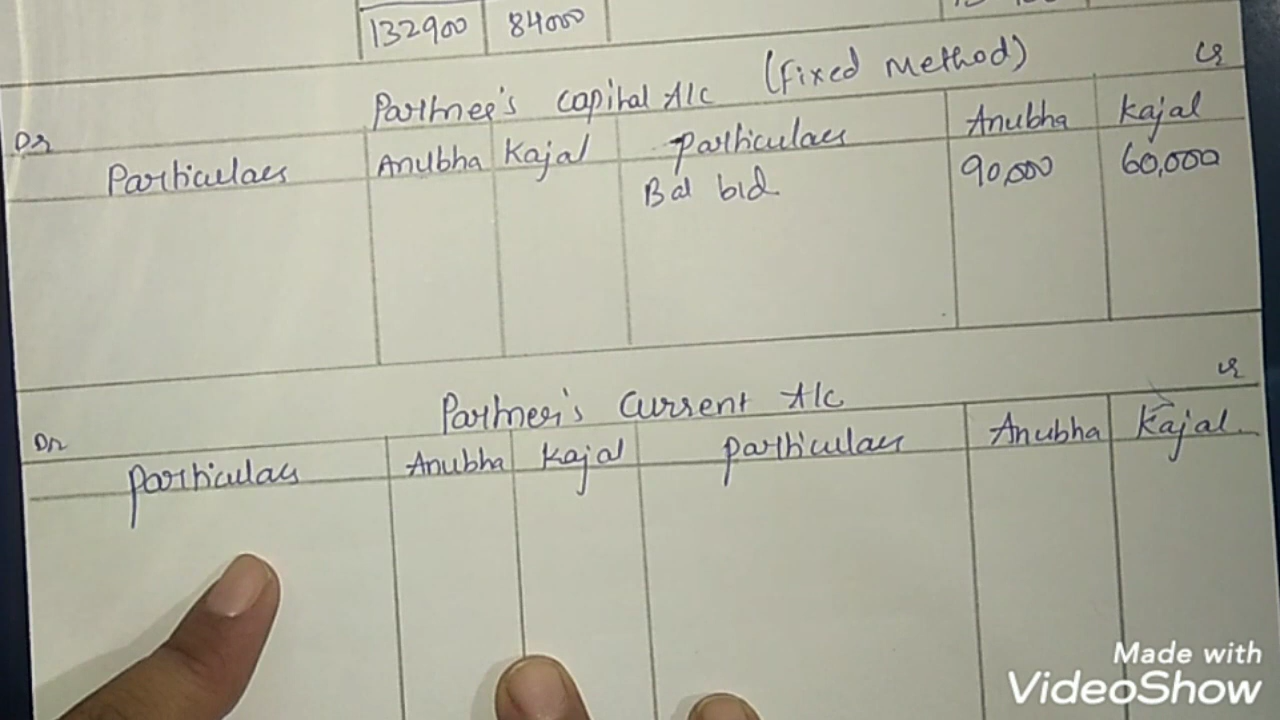 132900 84000
Partner's capital A/c (Fixed Method)
Dr Cr
Particulars Anubha Kajal Particulars Anubha Kajal
Bal b/d 90,000 60,000
Partner's Current A/c
Dr Cr
Particulars Anubha Kajal particulars Anubha Kajal
Made with
VideoShow